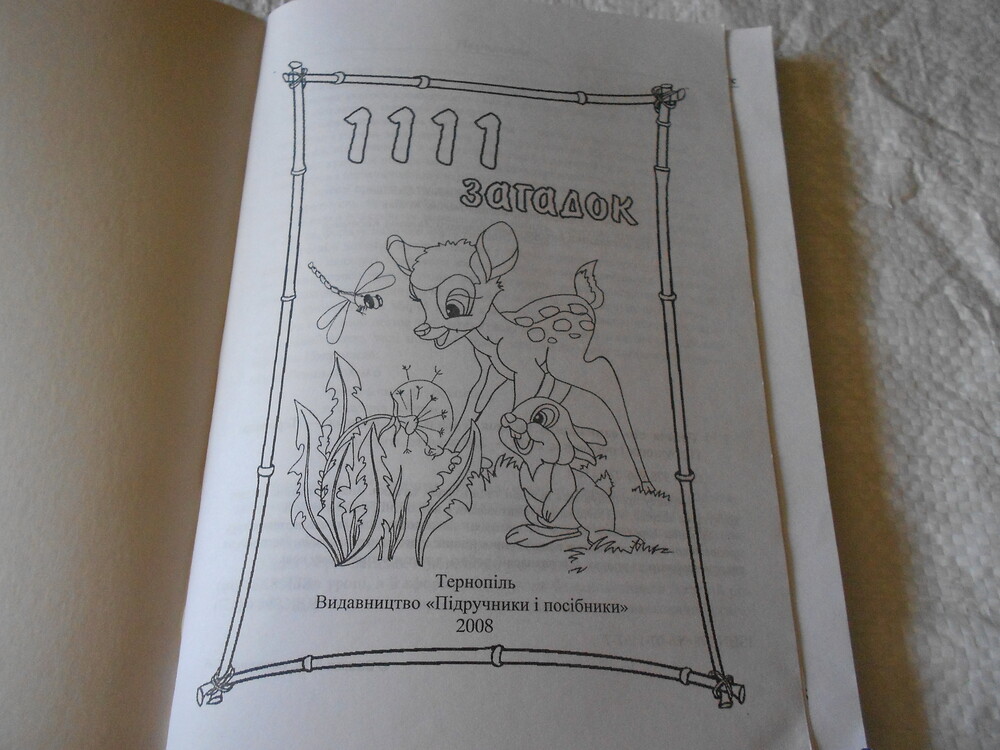 1111
загадок
Тернопіль
Видавництво «Підручники і посібники»
2008